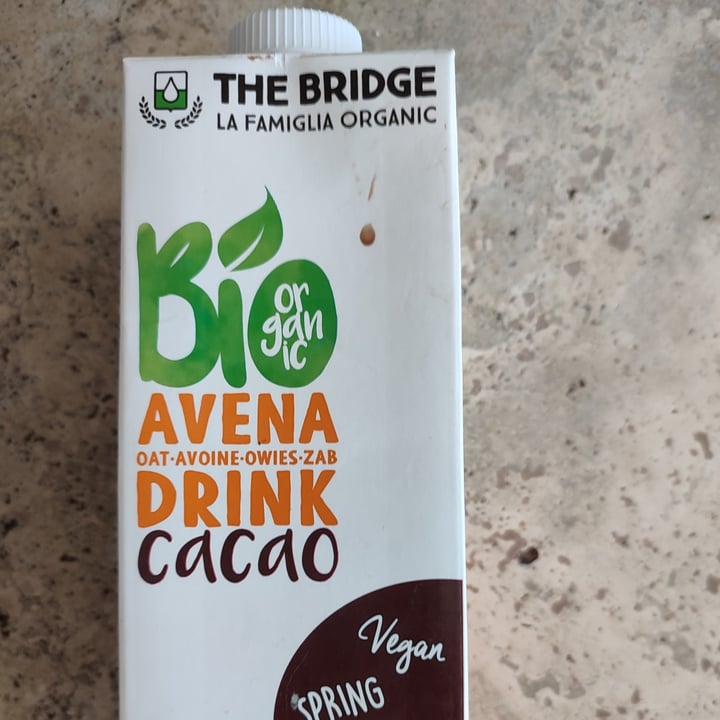 THE BRIDGE
LA FAMIGLIA ORGANIC
Bio
or
gan
ic
AVENA
OAT·AVOINE·OWIES·ZAB
DRINK
cacao
Vegan
SPRING